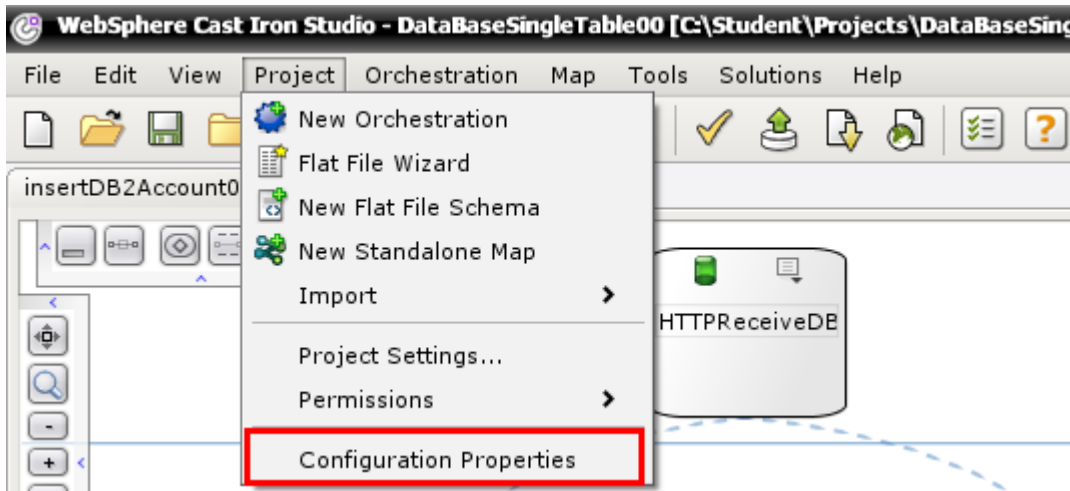 WebSphere Cast Iron Studio - DataBaseSingleTable00 [C:\Student\Projects\DataBaseSing
File Edit View Project Orchestration Map Tools Solutions Help
New Orchestration
Flat File Wizard
insertDB2Account0
New Flat File Schema
New Standalone Map
Import
HTTPReceiveDB
Project Settings...
Permissions
Configuration Properties